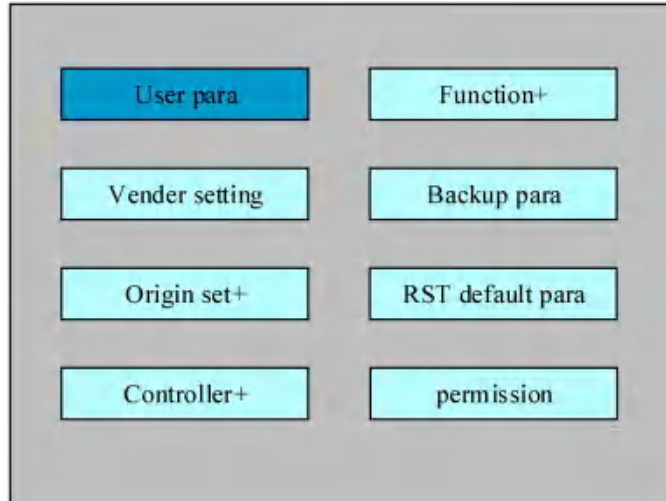 User para
Function+
Vender setting
Backup para
Origin set+
RST default para
Controller+
permission